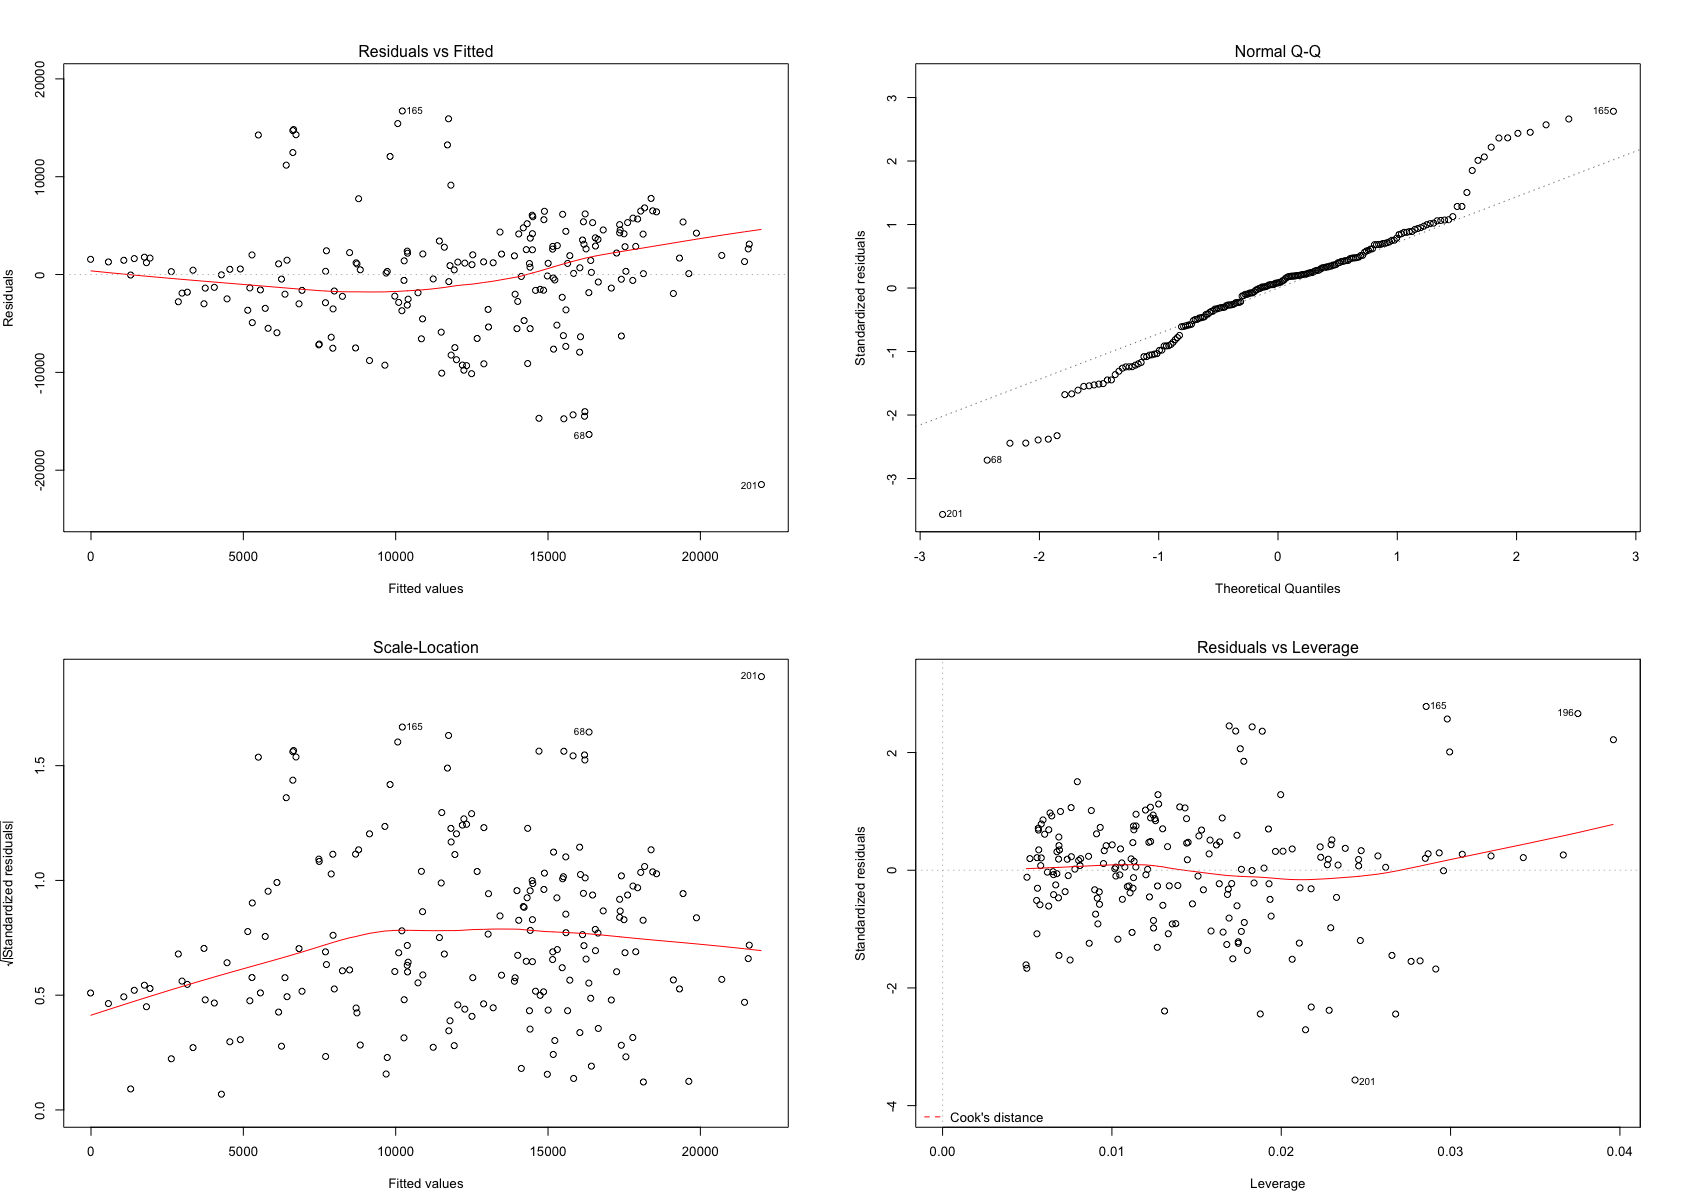 Residuals vs Fitted
20000
10000
0
-10000
-20000
Residuals
165
68
201
0 5000 10000 15000 20000
Fitted values
Normal Q-Q
3
2
1
0
-1
-2
-3
Standardized residuals
165
68
201
-3 -2 -1 0 1 2 3
Theoretical Quantiles
Scale-Location
1.5
1.0
0.5
0.0
√|Standardized residuals|
201
165
68
0 5000 10000 15000 20000
Fitted values
Residuals vs Leverage
2
0
-2
-4
Standardized residuals
165
196
201
Cook's distance
0.00 0.01 0.02 0.03 0.04
Leverage